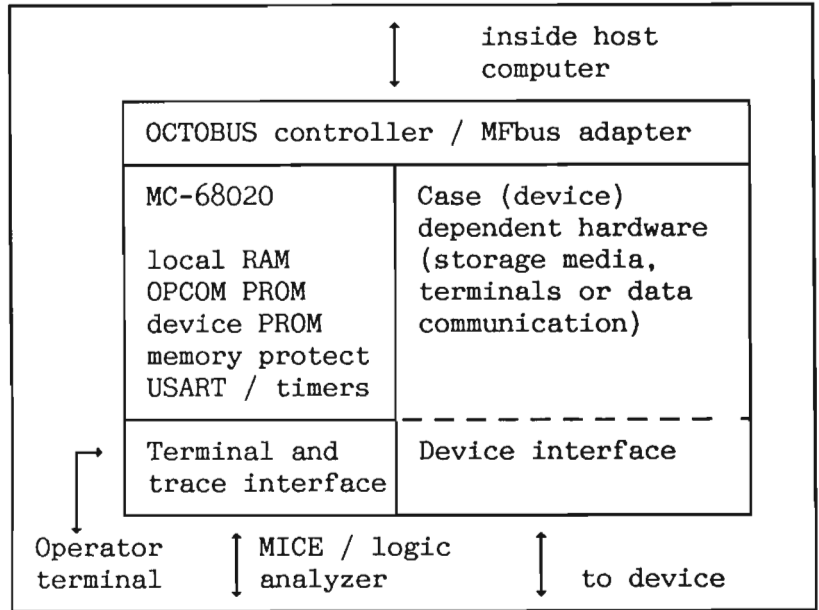 inside host
computer
OCTOBUS controller / MFbus adapter
MC-68020
local RAM
OPCOM PROM
device PROM
memory protect
USART / timers
Case (device)
dependent hardware
(storage media,
terminals or data
communication)
Terminal and
trace interface
Device interface
Operator
terminal
MICE / logic
analyzer
to device